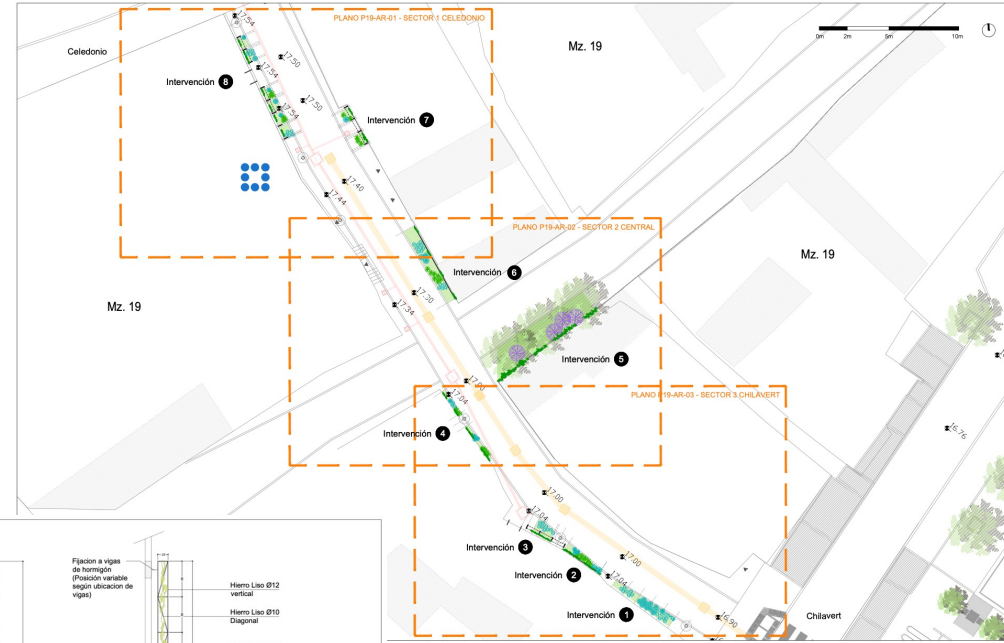 17.54
PLANO P19-AR-01 - SECTOR 1 CELEDONIO
0m 2m 5m 10m
Celedonio
Mz. 19
17.50
17.54
Intervención 8
17.50
17.54
Intervención 7
17.40
17.44
PLANO P19-AR-02 - SECTOR 2 CENTRAL
Mz. 19
Intervención 6
17.30
Mz. 19
17.34
Intervención 5
17.00
PLANO P19-AR-03 - SECTOR 3 CHILAVERT
17.04
16.76
Intervención 4
17.00
17.04
Intervención 3
17.00
Fijacion a vigas
de hormigón
(Posición variable
según ubicacion de
vigas)
Intervención 2
17.04
Hierro Liso Ø12
vertical
Hierro Liso Ø10
Diagonal
Intervención 1
16.90
Chilavert